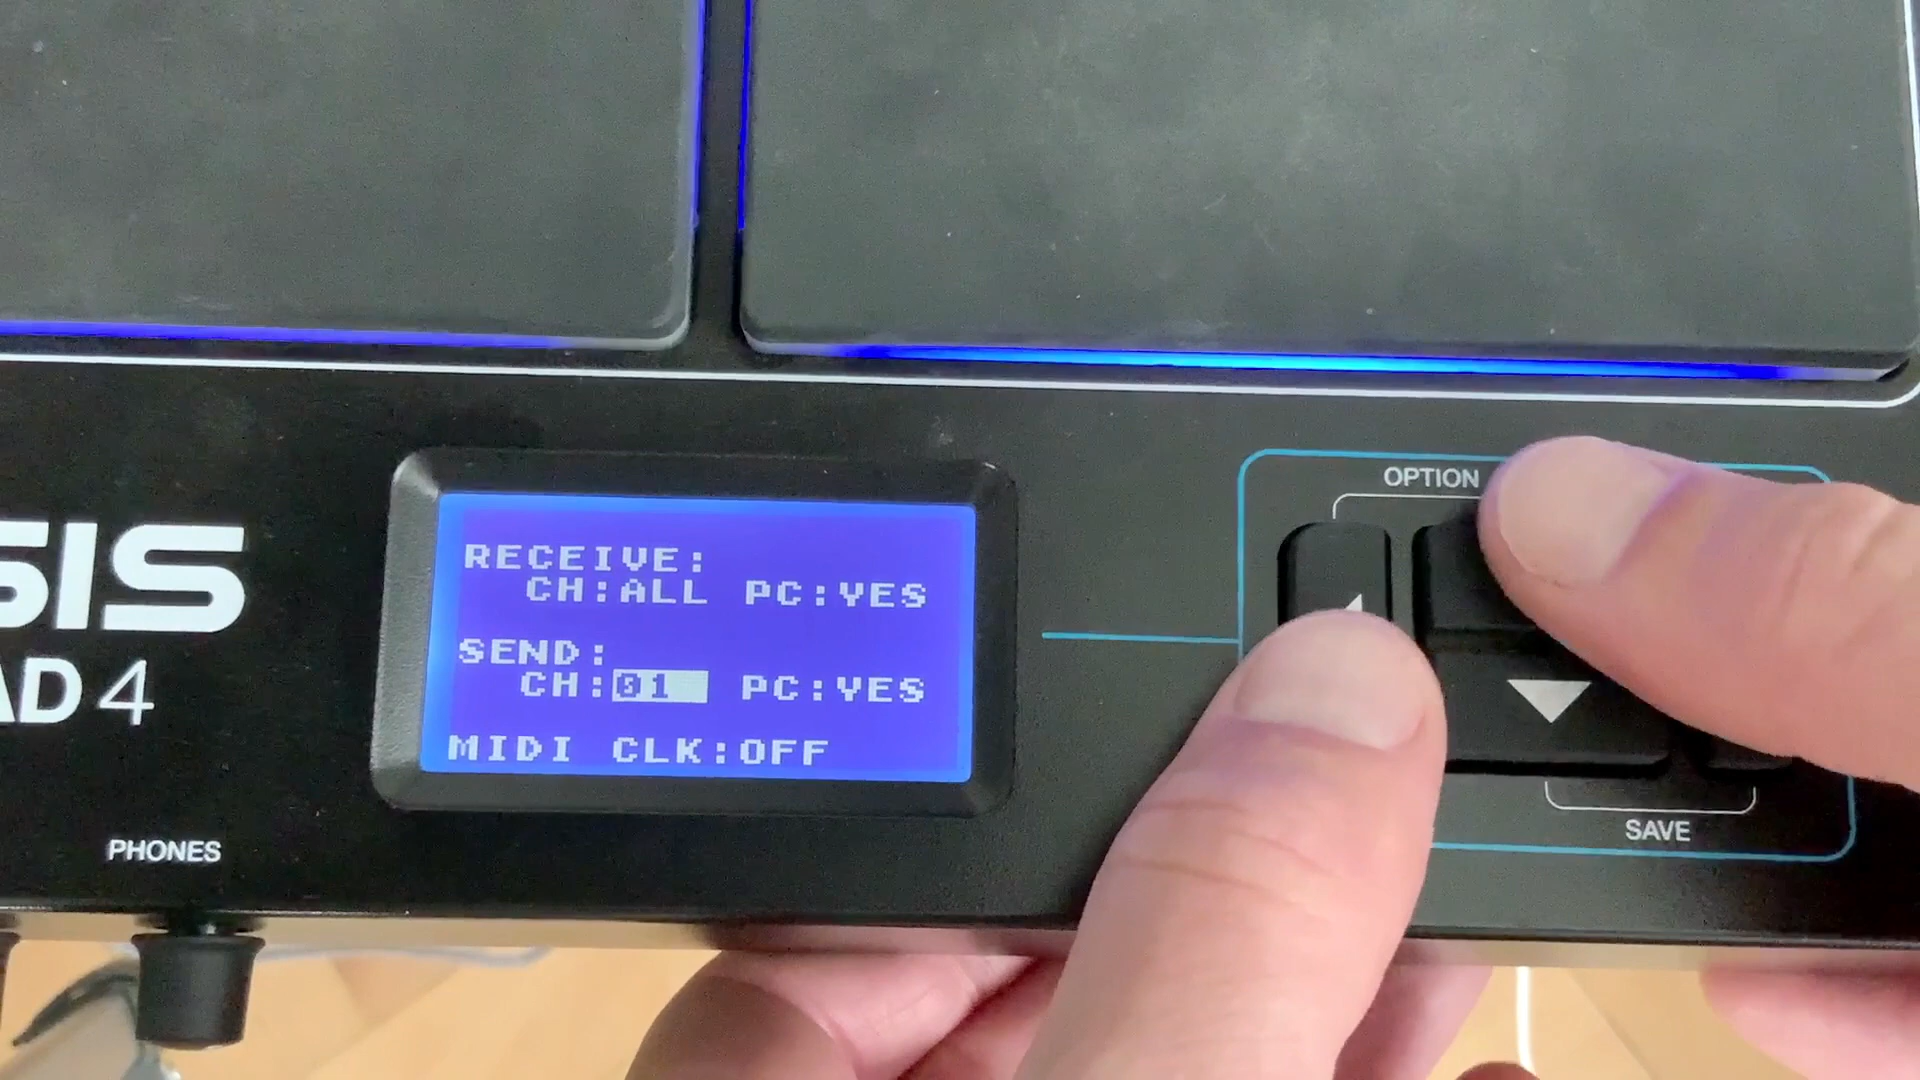 OPTION
SIS
AD 4
RECEIVE:
CH:ALL PC:YES
SEND:
CH:01 PC:YES
MIDI CLK:OFF
SAVE
PHONES